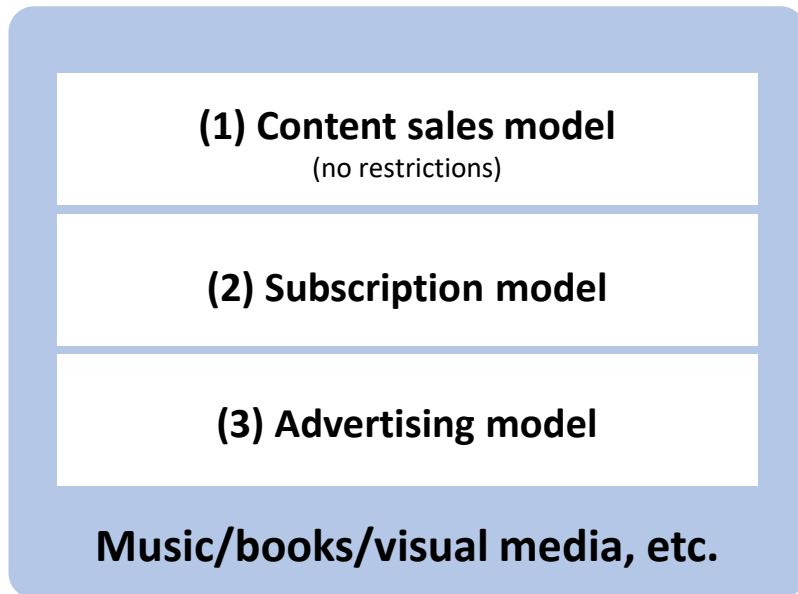 (1) Content sales model
(no restrictions)
(2) Subscription model
(3) Advertising model
Music/books/visual media, etc.